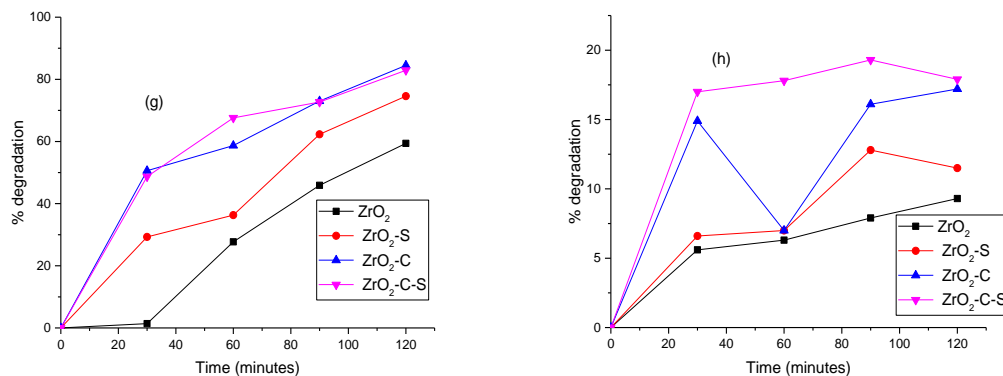 100
80
60
40
20
0
% degradation
(g)
ZrO₂
ZrO₂-S
ZrO₂-C
ZrO₂-C-S
0 20 40 60 80 100 120
Time (minutes)
20
15
10
5
0
% degradation
(h)
ZrO₂
ZrO₂-S
ZrO₂-C
ZrO₂-C-S
0 20 40 60 80 100 120
Time (minutes)